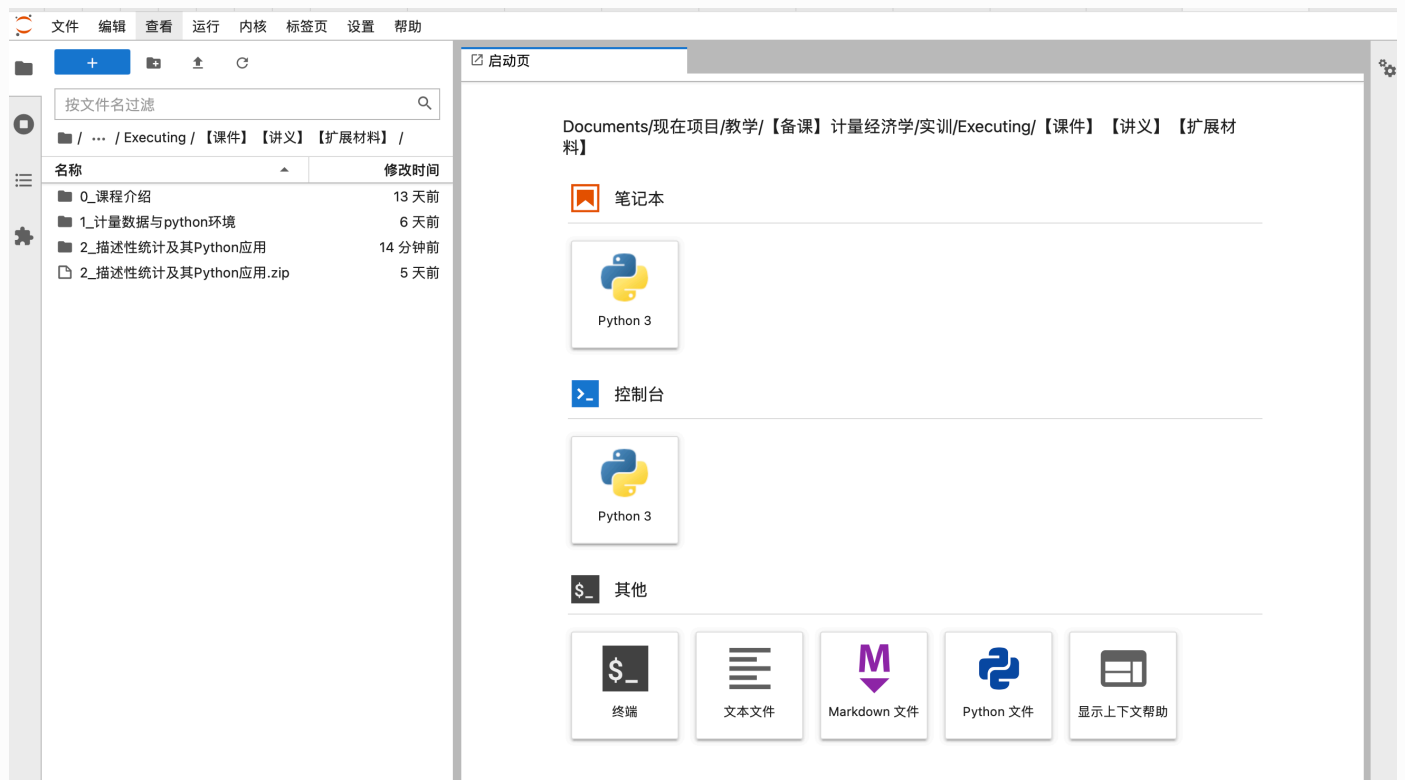 文件 编辑 查看 运行 内核 标签页 设置 帮助
+
按文件名过滤
/ ··· / Executing / 【课件】【讲义】【扩展材料】 /
名称 修改时间
0_课程介绍 13 天前
1_计量数据与python环境 6 天前
2_描述性统计及其Python应用 14 分钟前
2_描述性统计及其Python应用.zip 5 天前
启动页
Documents/现在项目/教学/【备课】计量经济学/实训/Executing/【课件】【讲义】【扩展材
料】
笔记本
Python 3
>_ 控制台
Python 3
$_ 其他
$_
M
终端 文本文件 Markdown 文件 Python 文件 显示上下文帮助